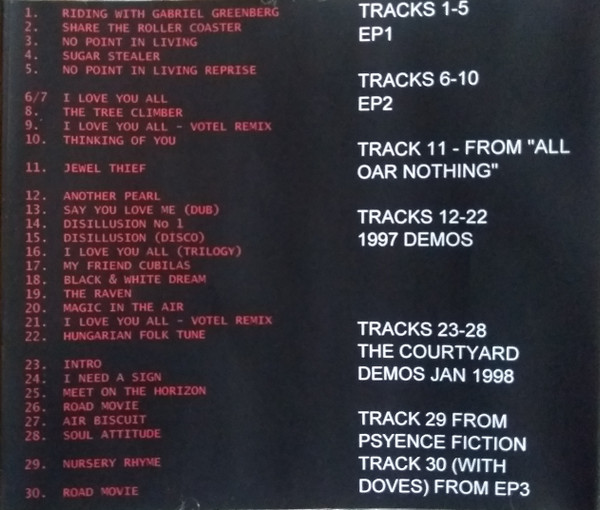 1. RIDING WITH GABRIEL GREENBERG
2. SHARE THE ROLLER COASTER
3. NO POINT IN LIVING
4. SUGAR STEALER
5. NO POINT IN LIVING REPRISE
6/7 I LOVE YOU ALL
8. THE TREE CLIMBER
9. I LOVE YOU ALL - VOTEL REMIX
10. THINKING OF YOU
11. JEWEL THIEF
12. ANOTHER PEARL
13. SAY YOU LOVE ME (DUB)
14. DISILLUSION No 1
15. DISILLUSION (DISCO)
16. I LOVE YOU ALL (TRILOGY)
17. MY FRIEND CUBILAS
18. BLACK & WHITE DREAM
19. THE RAVEN
20. MAGIC IN THE AIR
21. I LOVE YOU ALL - VOTEL REMIX
22. HUNGARIAN FOLK TUNE
23. INTRO
24. I NEED A SIGN
25. MEET ON THE HORIZON
26. ROAD MOVIE
27. AIR BISCUIT
28. SOUL ATTITUDE
29. NURSERY RHYME
30. ROAD MOVIE
TRACKS 1-5
EP1
TRACKS 6-10
EP2
TRACK 11 - FROM "ALL
OAR NOTHING"
TRACKS 12-22
1997 DEMOS
TRACKS 23-28
THE COURTYARD
DEMOS JAN 1998
TRACK 29 FROM
PSYENCE FICTION
TRACK 30 (WITH
DOVES) FROM EP3